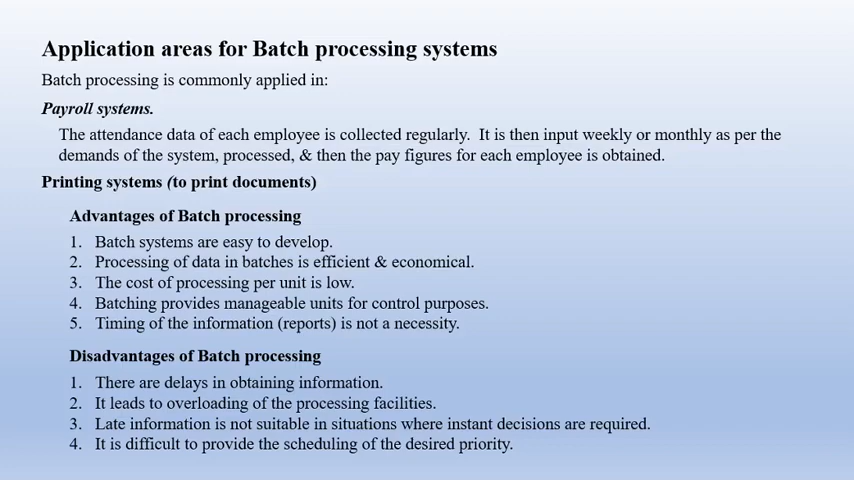 Application areas for Batch processing systems
Batch processing is commonly applied in:
Payroll systems.
The attendance data of each employee is collected regularly. It is then input weekly or monthly as per the
demands of the system, processed, & then the pay figures for each employee is obtained.
Printing systems (to print documents)
Advantages of Batch processing
1. Batch systems are easy to develop.
2. Processing of data in batches is efficient & economical.
3. The cost of processing per unit is low.
4. Batching provides manageable units for control purposes.
5. Timing of the information (reports) is not a necessity.
Disadvantages of Batch processing
1. There are delays in obtaining information.
2. It leads to overloading of the processing facilities.
3. Late information is not suitable in situations where instant decisions are required.
4. It is difficult to provide the scheduling of the desired priority.